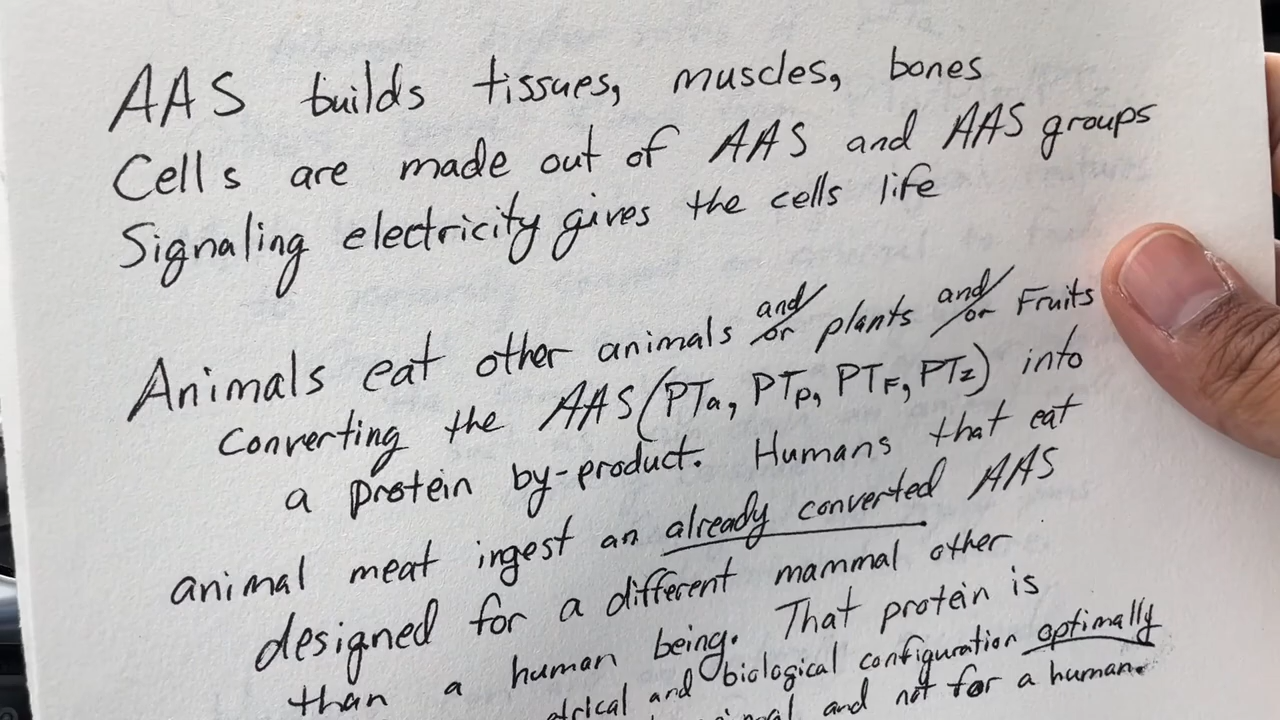 AAS builds tissues, muscles, bones
Cells are made out of AAS and AAS groups
Signaling electricity gives the cells life
Animals eat other animals and/or plants and/or Fruits
converting the AAS (PTa, PTp, PTF, PTz) into
a protein by-product. Humans that eat
animal meat ingest an already converted AAS
designed for a different mammal other
than a human being. That protein is
and biological configuration optimally
and not for a human.